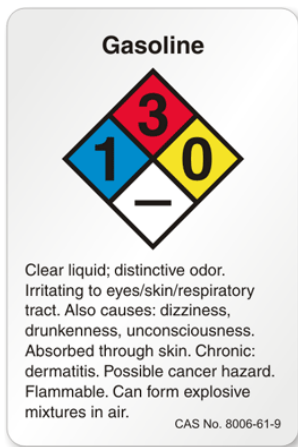 Gasoline
3
1 0
–
Clear liquid; distinctive odor.
Irritating to eyes/skin/respiratory
tract. Also causes: dizziness,
drunkenness, unconsciousness.
Absorbed through skin. Chronic:
dermatitis. Possible cancer hazard.
Flammable. Can form explosive
mixtures in air.
CAS No. 8006-61-9